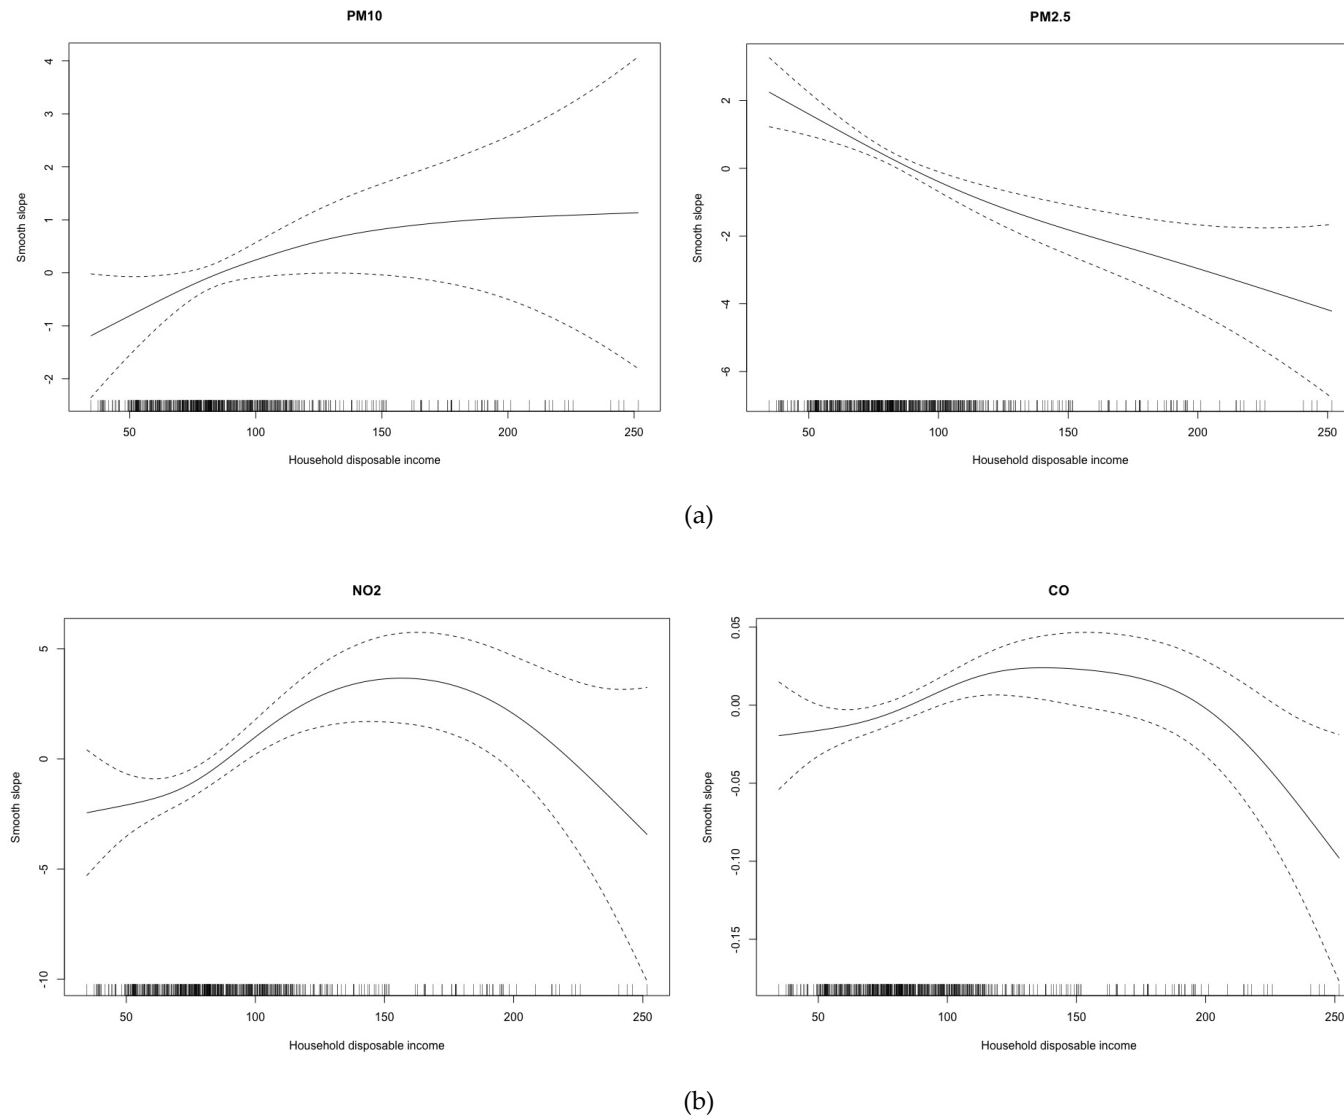 PM10
4
3
2
1
0
-1
-2
Smooth slope
50 100 150 200 250
Household disposable income
PM2.5
2
0
-2
-4
-6
Smooth slope
50 100 150 200 250
Household disposable income
(a)
NO2
5
0
-5
-10
Smooth slope
50 100 150 200 250
Household disposable income
CO
0.05
0.00
-0.05
-0.10
-0.15
Smooth slope
50 100 150 200 250
Household disposable income
(b)